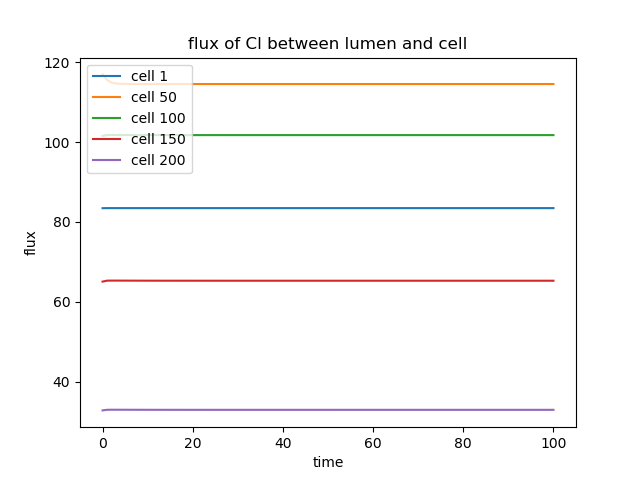 flux of Cl between lumen and cell
120
100
80
60
40
flux
cell 1
cell 50
cell 100
cell 150
cell 200
0 20 40 60 80 100
time